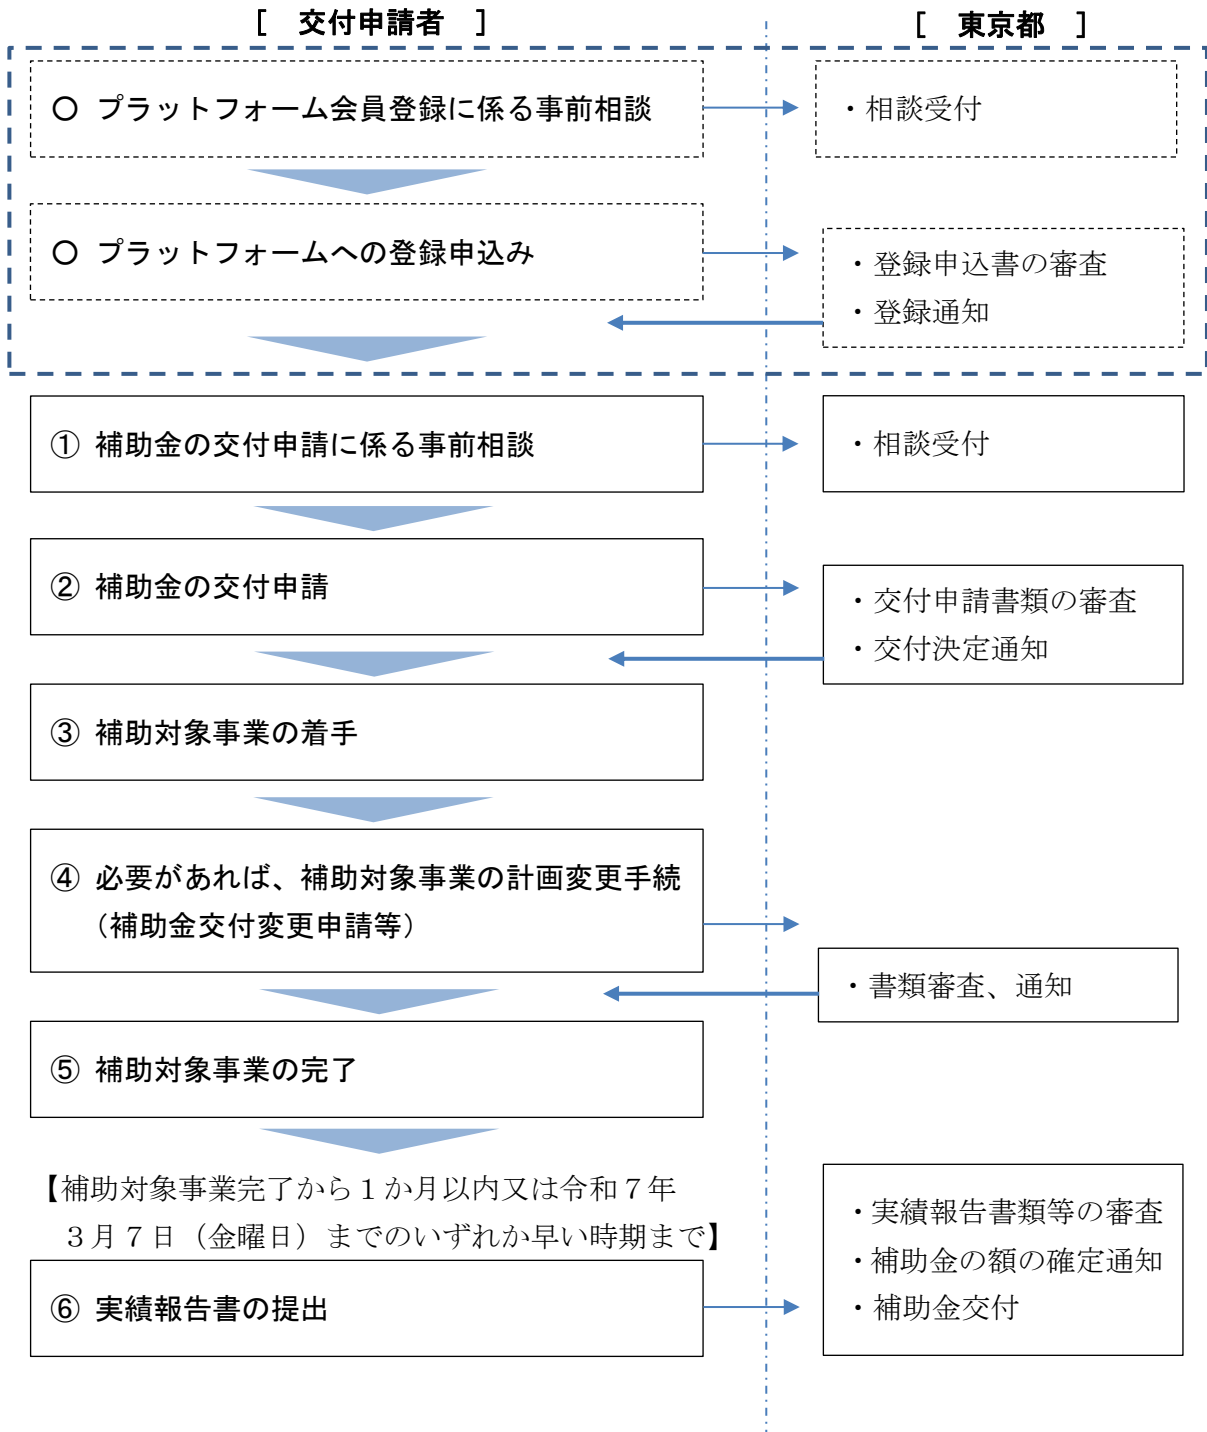 [　交付申請者　]
[　東京都　]
○ プラットフォーム会員登録に係る事前相談
・相談受付
○ プラットフォームへの登録申込み
・登録申込書の審査
・登録通知
① 補助金の交付申請に係る事前相談
・相談受付
② 補助金の交付申請
・交付申請書類の審査
・交付決定通知
③ 補助対象事業の着手
④ 必要があれば、補助対象事業の計画変更手続
（補助金交付変更申請等）
・書類審査、通知
⑤ 補助対象事業の完了
【補助対象事業完了から１か月以内又は令和７年
３月７日（金曜日）までのいずれか早い時期まで】
⑥ 実績報告書の提出
・実績報告書類等の審査
・補助金の額の確定通知
・補助金交付